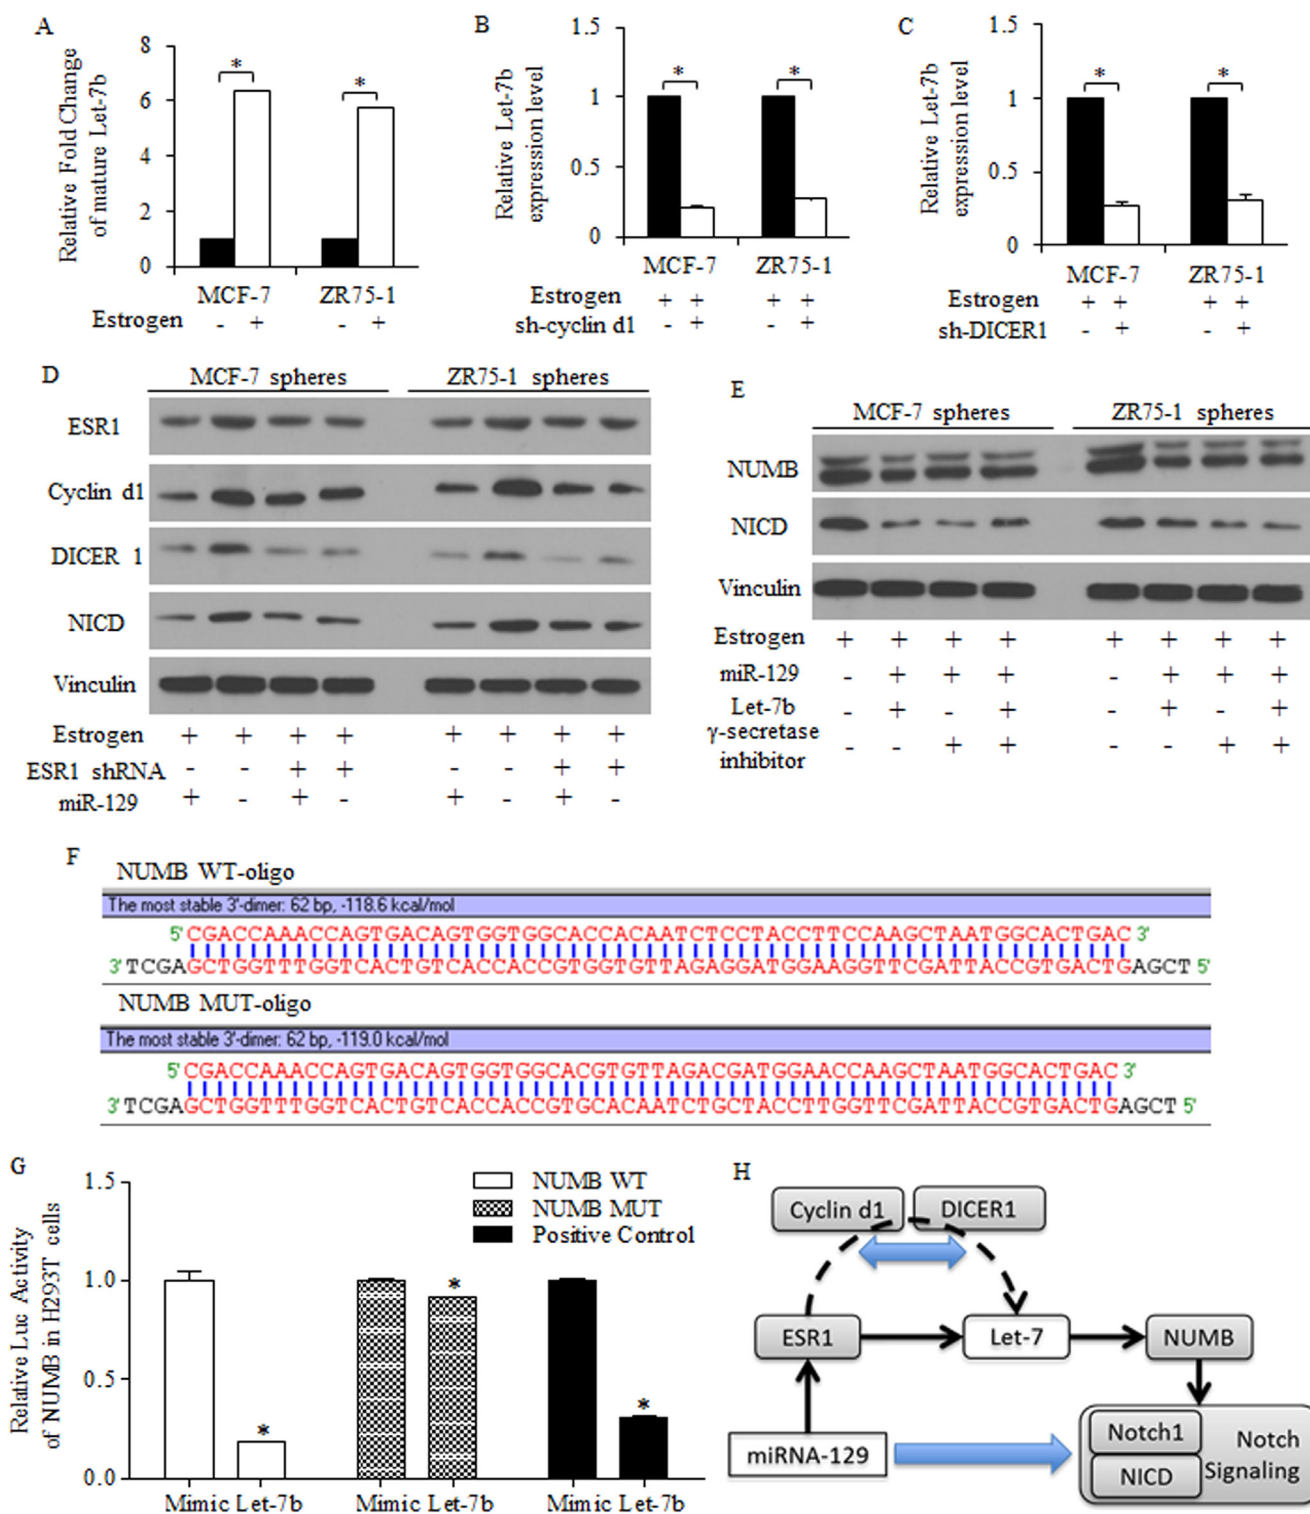 A
8
6
4
2
0
Relative Fold Change
of mature Let-7b
*
*
MCF-7 ZR75-1
Estrogen - + - +
B
1.5
1
0.5
0
Relative Let-7b
expression level
*
*
MCF-7 ZR75-1
Estrogen + + + +
sh-cyclin d1 - + - +
C
1.5
1
0.5
0
Relative Let-7b
expression level
*
*
MCF-7 ZR75-1
Estrogen + + + +
sh-DICER1 - + - +
D
MCF-7 spheres ZR75-1 spheres
ESR1
Cyclin d1
DICER 1
NICD
Vinculin
Estrogen + + + + + + + +
ESR1 shRNA - - + + - - + +
miR-129 + - + - + - + -
E
MCF-7 spheres ZR75-1 spheres
NUMB
NICD
Vinculin
Estrogen + + + + + + + +
miR-129 - + + + - + + +
Let-7b - + - + - + - +
γ-secretase
inhibitor - - + + - - + +
F
NUMB WT-oligo
The most stable 3'-dimer: 62 bp, -118.6 kcal/mol
5' CGACCAAACCAGTGACAGTGGTGGCACCACAATCTCCTACCTTCCAAGCTAATGGCACTGAC 3'
3' TCGAGCTGGTTTGGTCACTGTCACCACCGTGGTGTTAGAGGATGGAAGGTTCGATTACCGTGACTGAGCT 5'
NUMB MUT-oligo
The most stable 3'-dimer: 62 bp, -119.0 kcal/mol
5' CGACCAAACCAGTGACAGTGGTGGCACGTGTTAGACGATGGAACCAAGCTAATGGCACTGAC 3'
3' TCGAGCTGGTTTGGTCACTGTCACCACCGTGCACAATCTGCTACCTTGGTTCGATTACCGTGACTGAGCT 5'
G
1.5
1.0
0.5
0.0
Relative Luc Activity
of NUMB in H293T cells
NUMB WT
NUMB MUT
Positive Control
*
*
*
Mimic Let-7b Mimic Let-7b Mimic Let-7b
H
Cyclin d1 DICER1
ESR1 Let-7 NUMB
miRNA-129
Notch1
NICD
Notch
Signaling